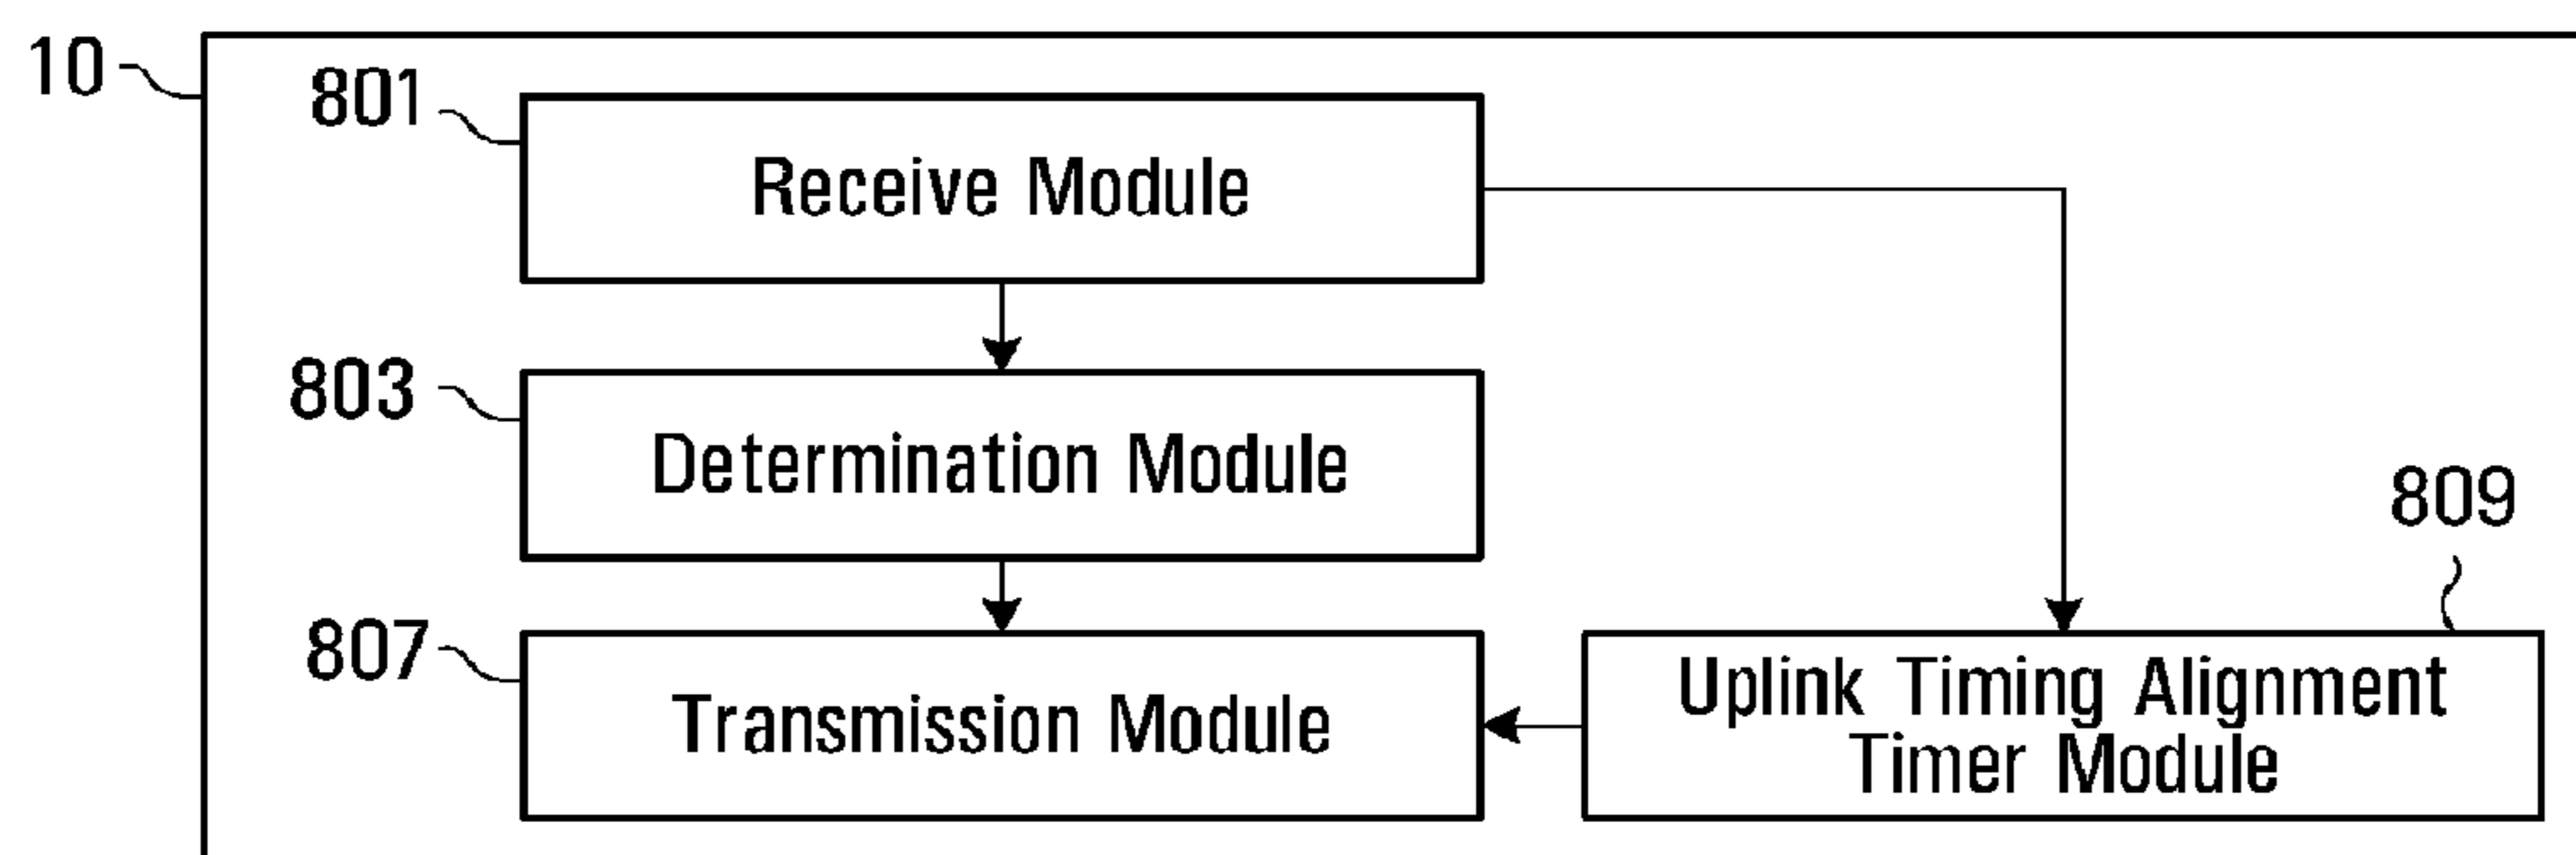 10
801
Receive Module
803
Determination Module
809
807
Transmission Module
Uplink Timing Alignment
Timer Module